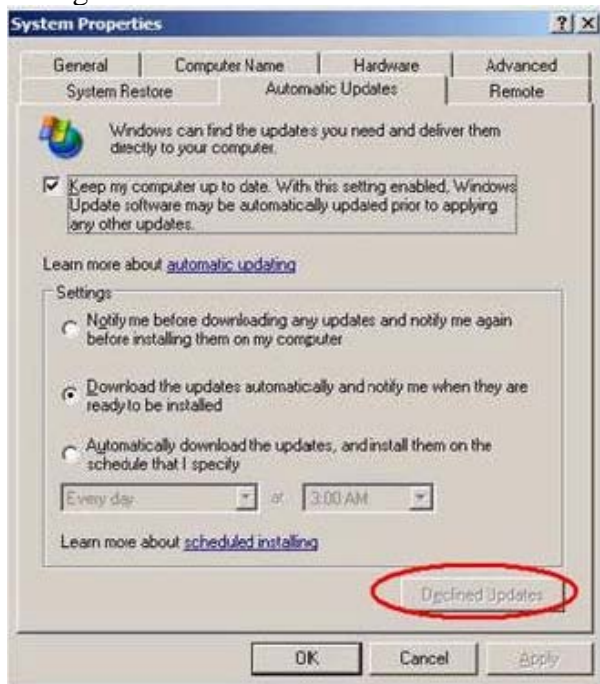 System Properties
General Computer Name Hardware Advanced
System Restore Automatic Updates Remote
Windows can find the updates you need and deliver them
directly to your computer.
Keep my computer up to date. With this setting enabled, Windows
Update software may be automatically updated prior to applying
any other updates.
Learn more about automatic updating
Settings
Notify me before downloading any updates and notify me again
before installing them on my computer
Download the updates automatically and notify me when they are
ready to be installed
Automatically download the updates, and install them on the
schedule that I specify
Every day at 3:00 AM
Learn more about scheduled installing
Declined Updates
OK Cancel Apply